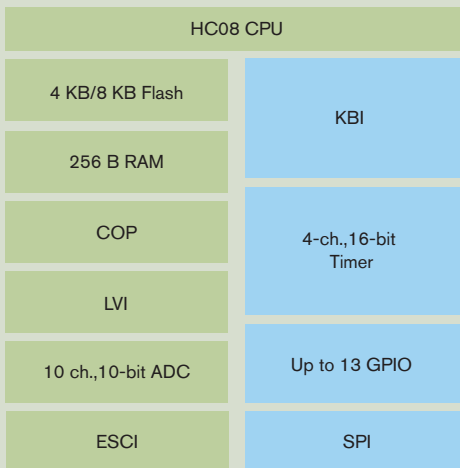 HC08 CPU
4 KB/8 KB Flash
256 B RAM
COP
LVI
10 ch.,10-bit ADC
ESCI
KBI
4-ch.,16-bit
Timer
Up to 13 GPIO
SPI